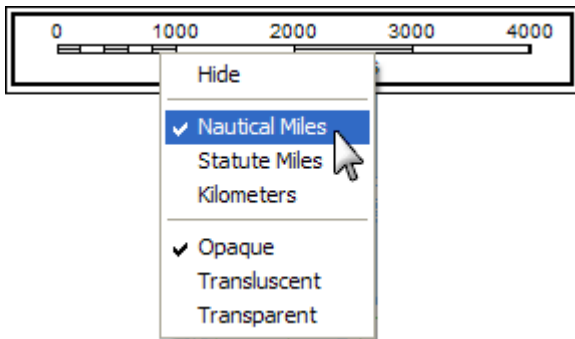 0 1000 2000 3000 4000
Hide
Nautical Miles
Statute Miles
Kilometers
Opaque
Transluscent
Transparent